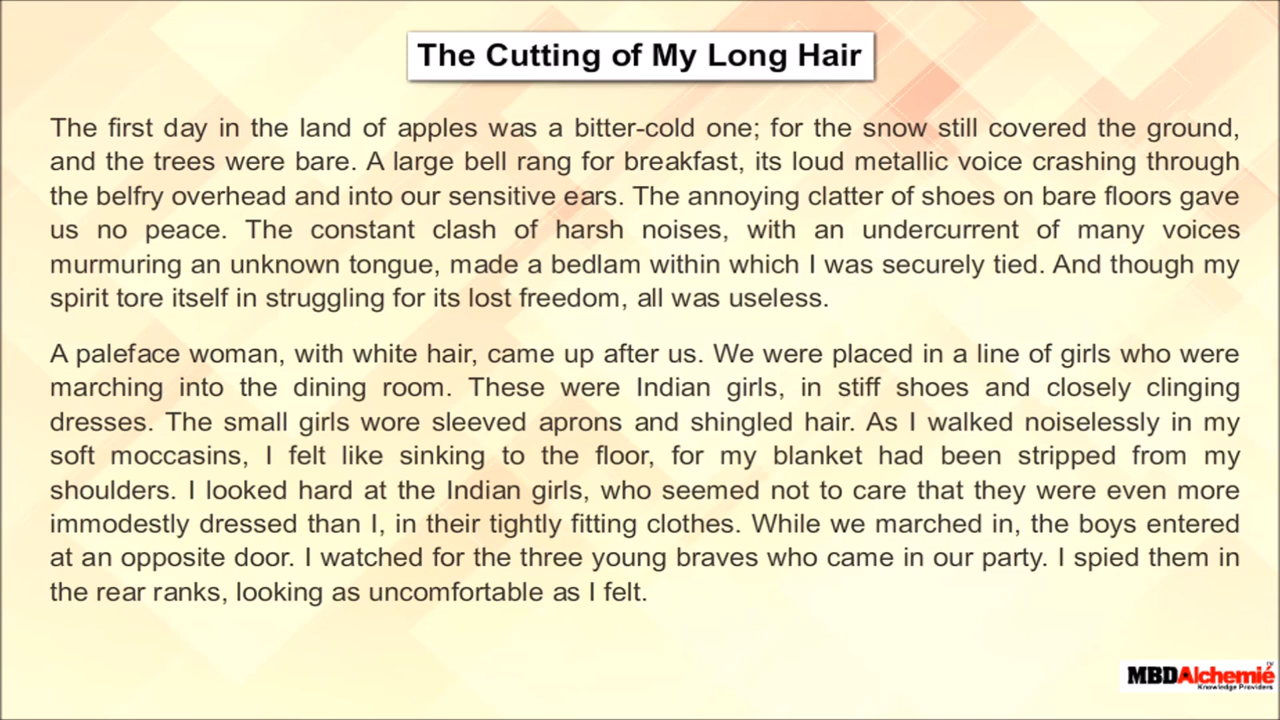 The Cutting of My Long Hair
The first day in the land of apples was a bitter-cold one; for the snow still covered the ground,
and the trees were bare. A large bell rang for breakfast, its loud metallic voice crashing through
the belfry overhead and into our sensitive ears. The annoying clatter of shoes on bare floors gave
us no peace. The constant clash of harsh noises, with an undercurrent of many voices
murmuring an unknown tongue, made a bedlam within which I was securely tied. And though my
spirit tore itself in struggling for its lost freedom, all was useless.
A paleface woman, with white hair, came up after us. We were placed in a line of girls who were
marching into the dining room. These were Indian girls, in stiff shoes and closely clinging
dresses. The small girls wore sleeved aprons and shingled hair. As I walked noiselessly in my
soft moccasins, I felt like sinking to the floor, for my blanket had been stripped from my
shoulders. I looked hard at the Indian girls, who seemed not to care that they were even more
immodestly dressed than I, in their tightly fitting clothes. While we marched in, the boys entered
at an opposite door. I watched for the three young braves who came in our party. I spied them in
the rear ranks, looking as uncomfortable as I felt.
MBDAlchemié™
Knowledge Providers